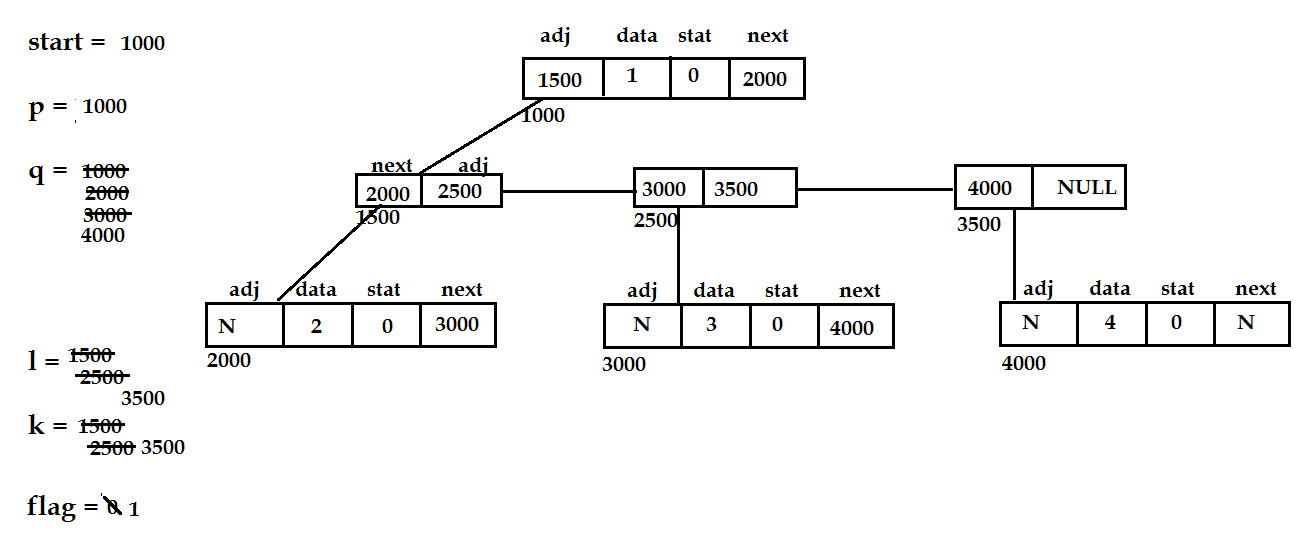 start = 1000
adj data stat next
1500 1 0 2000
1000
p = 1000
q = 1000
2000
3000
4000
next adj
2000 2500
1500
3000 3500
2500
4000 NULL
3500
adj data stat next
N 2 0 3000
2000
adj data stat next
N 3 0 4000
3000
adj data stat next
N 4 0 N
4000
l = 1500
2500
3500
k = 1500
2500 3500
flag = 0 1